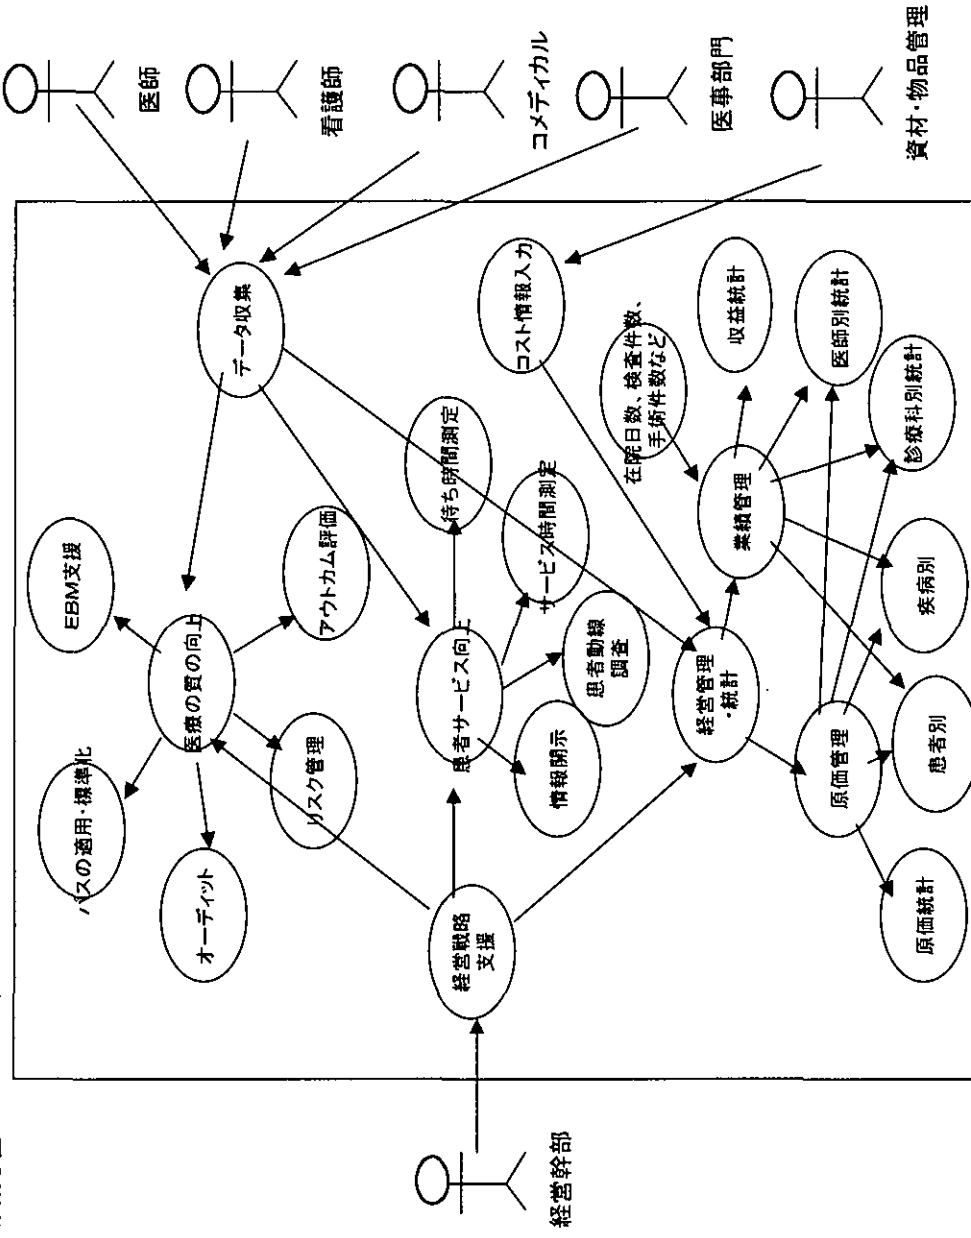 医師
看護師
コメディカル
医事部門
資材・物品管理
データ収集
コスト情報入力
EBM支援
アウトカム評価
医療の質の向上
パスの適用・標準化
オーディット
リスク管理
待ち時間測定
サービス時間測定
患者サービス向上
患者動線
調査
情報開示
在院日数、検査件数、
手術件数など
収益統計
医師別統計
診療科別統計
業績管理
疾病別
経営管理
・統計
患者別
原価管理
原価統計
経営戦略
支援
経営幹部